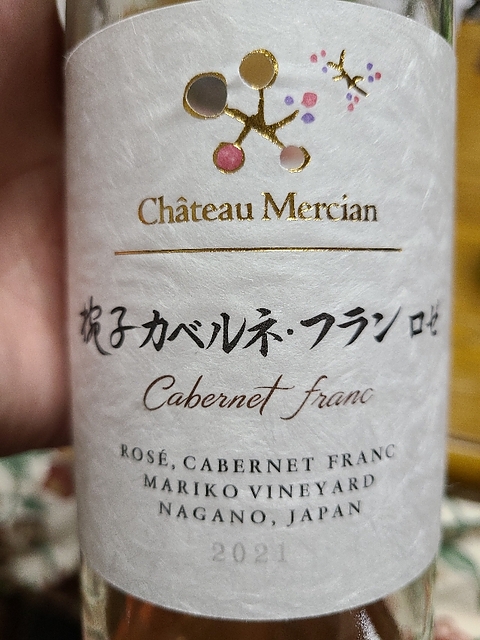 Château Mercian
椀子カベルネ・フラン ロゼ
Cabernet franc
ROSÉ, CABERNET FRANC
MARIKO VINEYARD
NAGANO, JAPAN
2021